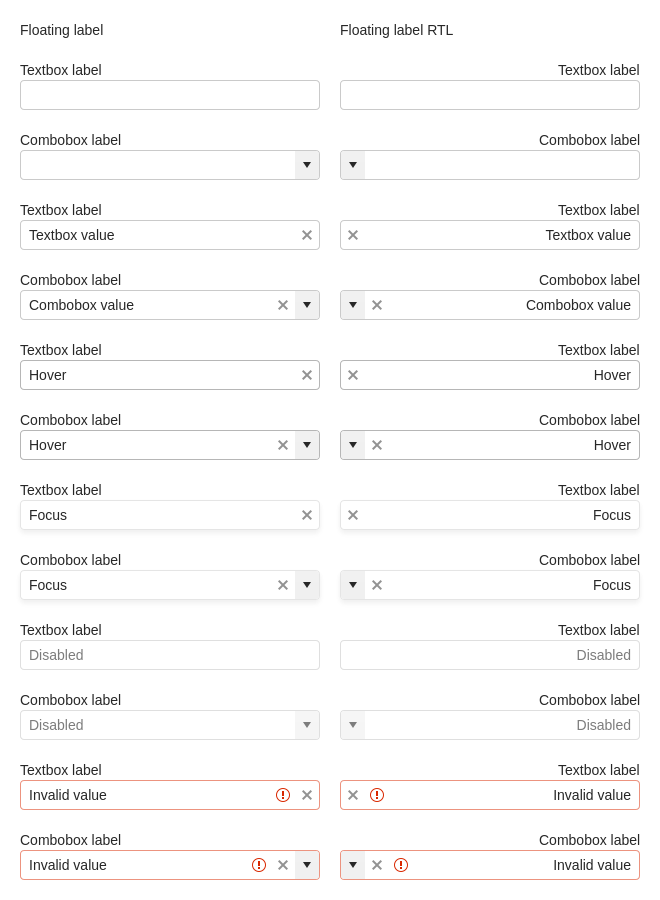 Floating label
Floating label RTL
Textbox label
Textbox label
Combobox label
Combobox label
Textbox label
Textbox label
Textbox value
Textbox value
Combobox label
Combobox label
Combobox value
Combobox value
Textbox label
Textbox label
Hover
Hover
Combobox label
Combobox label
Hover
Hover
Textbox label
Textbox label
Focus
Focus
Combobox label
Combobox label
Focus
Focus
Textbox label
Textbox label
Disabled
Disabled
Combobox label
Combobox label
Disabled
Disabled
Textbox label
Textbox label
Invalid value
Invalid value
Combobox label
Combobox label
Invalid value
Invalid value